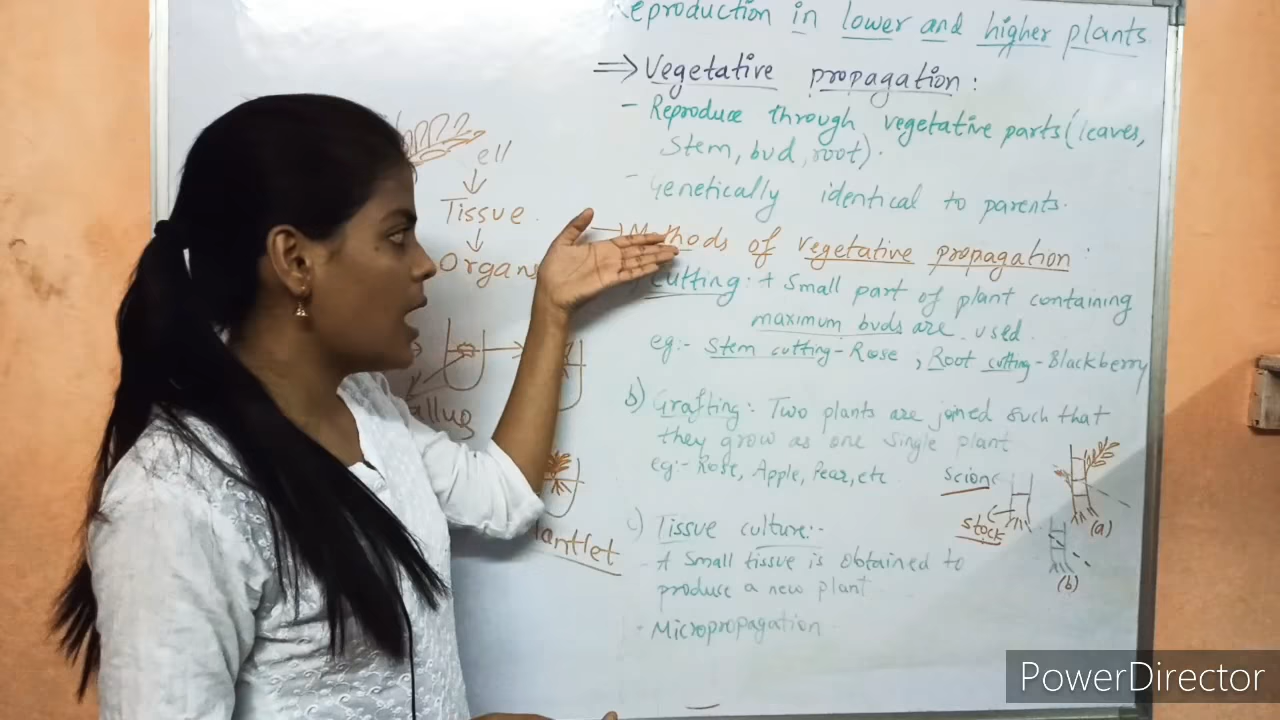 Reproduction in lower and higher plants
⇒ Vegetative propagation :
- Reproduce through vegetative parts (leaves,
Stem, bud, root).
- Genetically identical to parents.
→ Methods of vegetative propagation :
Cutting : A small part of plant containing
maximum buds are used.
eg:- Stem cutting - Rose, Root cutting - Blackberry
b) Grafting : Two plants are joined such that
they grow as one single plant
eg:- Rose, Apple, Pear, etc.
c) Tissue culture:-
A small tissue is obtained to
produce a new plant
- Micropropagation
scion
stock
(a)
(b)
ell
↓
Tissue.
↓
Organs
allus
lantlet
PowerDirector